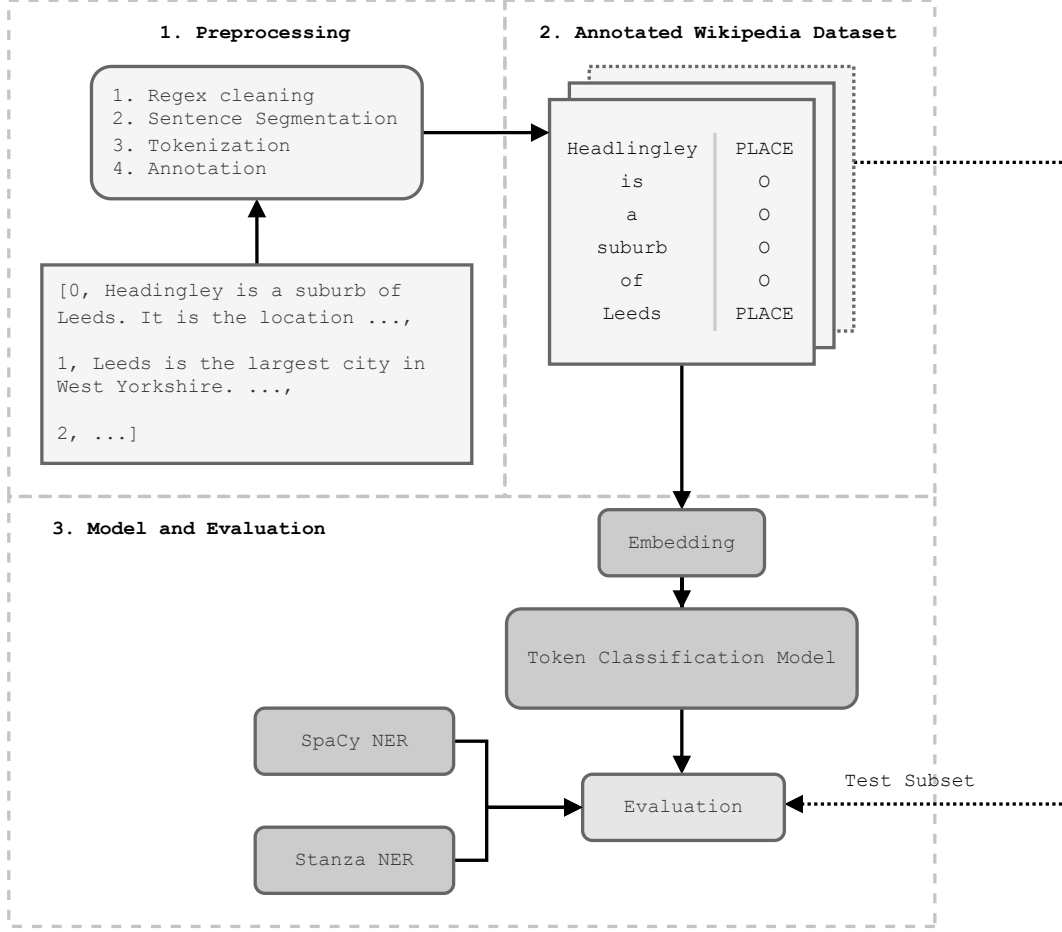 1. Preprocessing
1. Regex cleaning
2. Sentence Segmentation
3. Tokenization
4. Annotation
[0, Headingley is a suburb of
Leeds. It is the location ...,
1, Leeds is the largest city in
West Yorkshire. ...,
2, ...]
2. Annotated Wikipedia Dataset
Headlingley PLACE
is O
a O
suburb O
of O
Leeds PLACE
3. Model and Evaluation
Embedding
Token Classification Model
SpaCy NER
Evaluation
Test Subset
Stanza NER